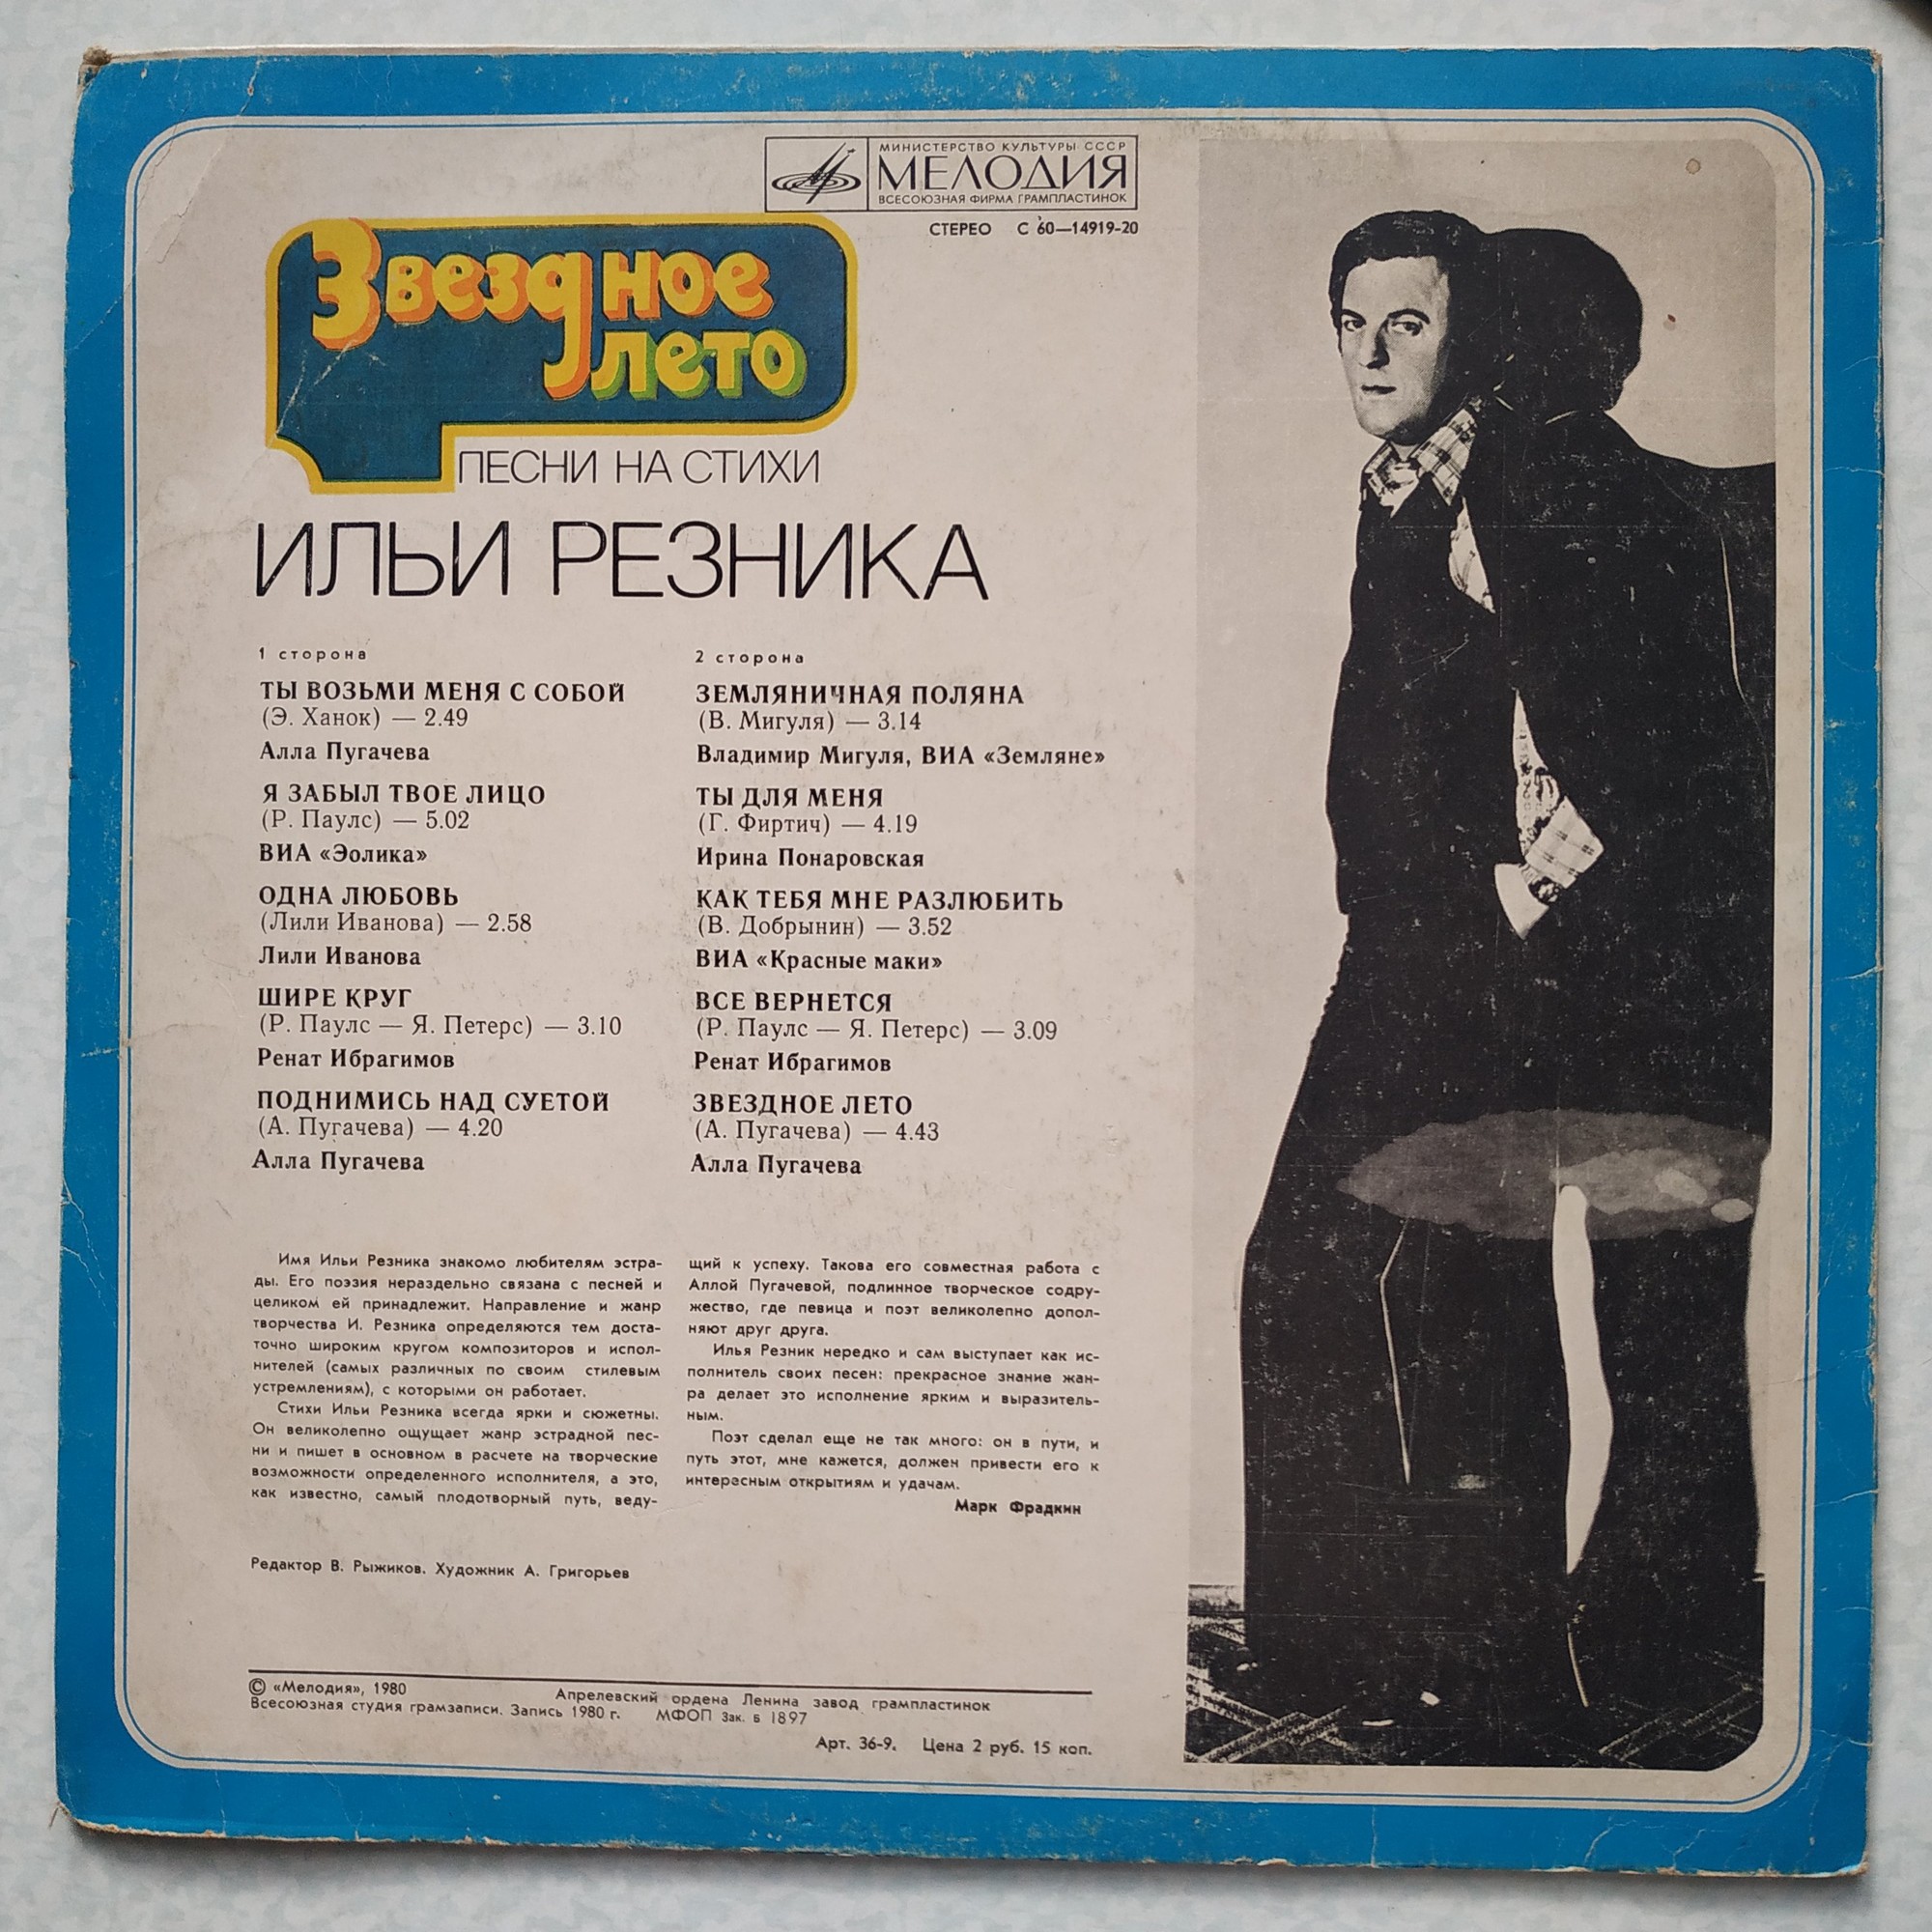 МИНИСТЕРСТВО КУЛЬТУРЫ СССР
МЕЛОДИЯ
ВСЕСОЮЗНАЯ ФИРМА ГРАМПЛАСТИНОК
СТЕРЕО С 60—14919-20
Звездное
лето
ПЕСНИ НА СТИХИ
ИЛЬИ РЕЗНИКА
1 сторона
ТЫ ВОЗЬМИ МЕНЯ С СОБОЙ
(Э. Ханок) — 2.49
Алла Пугачева
Я ЗАБЫЛ ТВОЕ ЛИЦО
(Р. Паулс) — 5.02
ВИА «Эолика»
ОДНА ЛЮБОВЬ
(Лили Иванова) — 2.58
Лили Иванова
ШИРЕ КРУГ
(Р. Паулс — Я. Петерс) — 3.10
Ренат Ибрагимов
ПОДНИМИСЬ НАД СУЕТОЙ
(А. Пугачева) — 4.20
Алла Пугачева
2 сторона
ЗЕМЛЯНИЧНАЯ ПОЛЯНА
(В. Мигуля) — 3.14
Владимир Мигуля, ВИА «Земляне»
ТЫ ДЛЯ МЕНЯ
(Г. Фиртич) — 4.19
Ирина Понаровская
КАК ТЕБЯ МНЕ РАЗЛЮБИТЬ
(В. Добрынин) — 3.52
ВИА «Красные маки»
ВСЕ ВЕРНЕТСЯ
(Р. Паулс — Я. Петерс) — 3.09
Ренат Ибрагимов
ЗВЕЗДНОЕ ЛЕТО
(А. Пугачева) — 4.43
Алла Пугачева
Имя Ильи Резника знакомо любителям эстра-
ды. Его поэзия нераздельно связана с песней и
целиком ей принадлежит. Направление и жанр
творчества И. Резника определяются тем доста-
точно широким кругом композиторов и испол-
нителей (самых различных по своим стилевым
устремлениям), с которыми он работает.
Стихи Ильи Резника всегда ярки и сюжетны.
Он великолепно ощущает жанр эстрадной пес-
ни и пишет в основном в расчете на творческие
возможности определенного исполнителя, а это,
как известно, самый плодотворный путь, веду-
щий к успеху. Такова его совместная работа с
Аллой Пугачевой, подлинное творческое содру-
жество, где певица и поэт великолепно допол-
няют друг друга.
Илья Резник нередко и сам выступает как ис-
полнитель своих песен: прекрасное знание жан-
ра делает это исполнение ярким и выразитель-
ным.
Поэт сделал еще не так много: он в пути, и
путь этот, мне кажется, должен привести его к
интересным открытиям и удачам.
Марк Фрадкин
Редактор В. Рыжиков. Художник А. Григорьев
© «Мелодия», 1980
Апрелевский ордена Ленина завод грампластинок
Всесоюзная студия грамзаписи. Запись 1980 г. МФОП Зак. Б 1897
Арт. 36-9. Цена 2 руб. 15 коп.